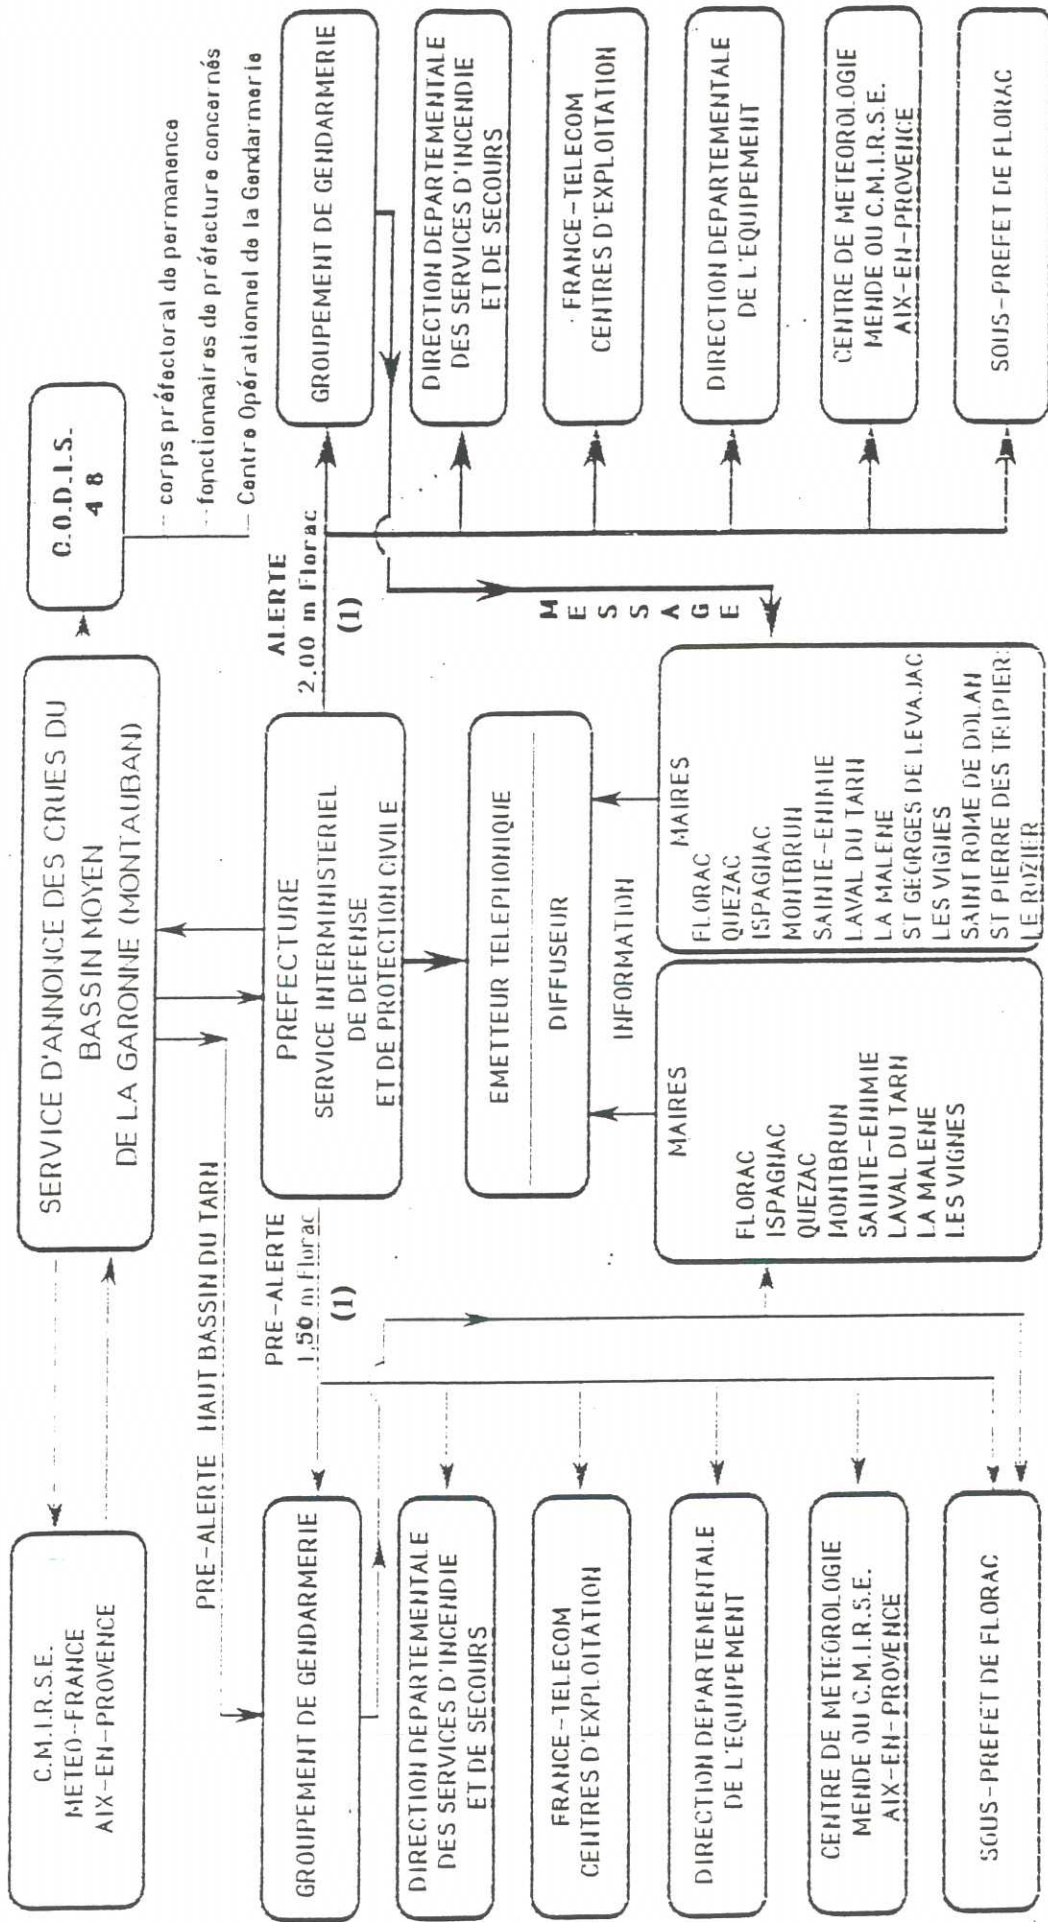 C.M.I.R.S.E.
METEO-FRANCE
AIX-EN-PROVENCE
SERVICE D'ANNONCE DES CRUES DU
BASSIN MOYEN
DE LA GARONNE (MONTAUBAN)
C.O.D.I.S.
48
corps préfectoral de permanence
fonctionnaires de préfecture concernés
Centre Opérationnel de la Gendarmerie
PRE-ALERTE HAUT BASSIN DU TARN
PRE-ALERTE
1,50 m Florac
(1)
PREFECTURE
SERVICE INTERMINISTERIEL
DE DEFENSE
ET DE PROTECTION CIVILE
ALERTE
2,00 m Florac
(1)
GROUPEMENT DE GENDARMERIE
DIRECTION DEPARTEMENTALE
DES SERVICES D'INCENDIE
ET DE SECOURS
FRANCE-TELECOM
CENTRES D'EXPLOITATION
DIRECTION DEPARTEMENTALE
DE L'EQUIPEMENT
CENTRE DE METEOROLOGIE
MENDE OU C.M.I.R.S.E.
AIX-EN-PROVENCE
SOUS-PREFET DE FLORAC
EMETTEUR TELEPHONIQUE
DIFFUSEUR
INFORMATION
MESSAGE
MAIRES
FLORAC
ISPAGNAC
QUEZAC
MONTBRUN
SAINTE-ENIMIE
LAVAL DU TARN
LA MALENE
LES VIGNES
MAIRES
FLORAC
QUEZAC
ISPAGNAC
MONTBRUN
SAINTE-ENIMIE
LAVAL DU TARN
LA MALENE
ST GEORGES DE LEVAJAC
LES VIGNES
SAINT ROME DE DOLAN
ST PIERRE DES TRIPIER
LE ROZIER
GROUPEMENT DE GENDARMERIE
DIRECTION DEPARTEMENTALE
DES SERVICES D'INCENDIE
ET DE SECOURS
FRANCE-TELECOM
CENTRES D'EXPLOITATION
DIRECTION DEPARTEMENTALE
DE L'EQUIPEMENT
CENTRE DE METEOROLOGIE
MENDE OU C.M.I.R.S.E.
AIX-EN-PROVENCE
SOUS-PREFET DE FLORAC